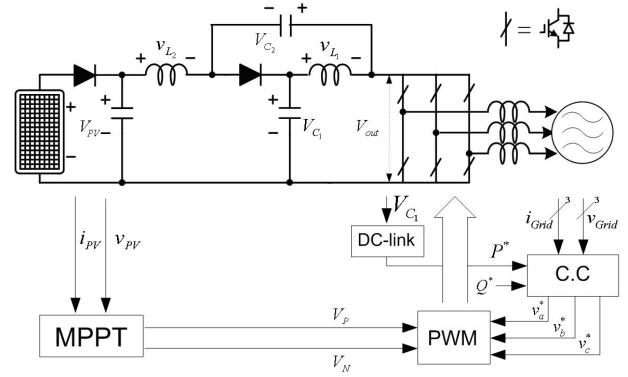 − +
V_{C_2}
+ v_{L_2} −
+ v_{L_1} −
=
+ V_{PV} −
+ V_{C_1}
V_{out}
+
−
V_{C_1}
i_{PV} v_{PV}
DC-link
P^*
Q^*
3 3
i_{Grid} v_{Grid}
C.C
v_a^*
v_b^*
v_c^*
MPPT
V_P
V_N
PWM